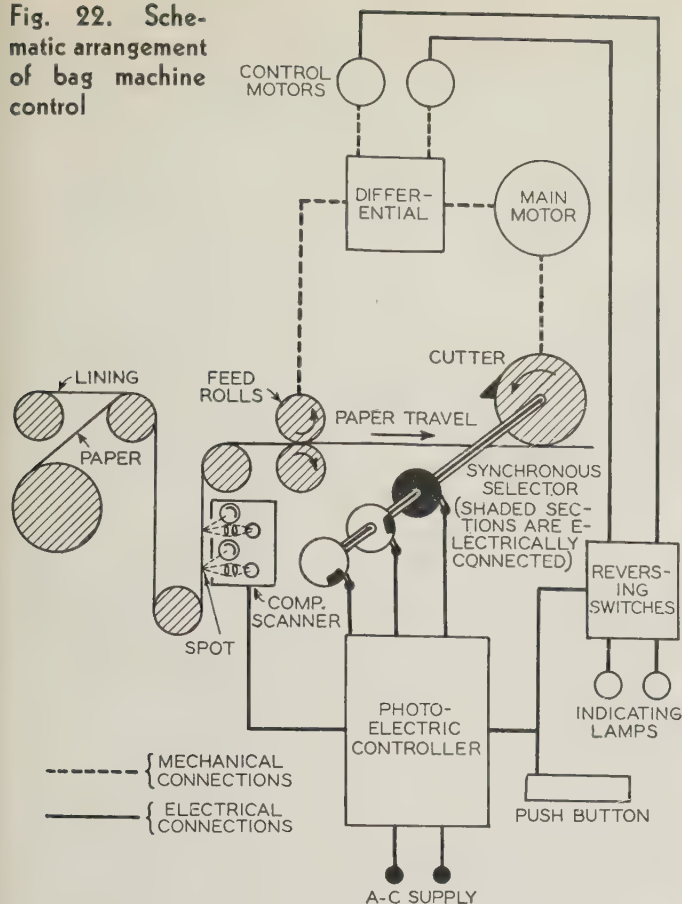 Fig. 22. Sche-
matic arrangement
of bag machine
control
CONTROL
MOTORS
DIFFER-
ENTIAL
MAIN
MOTOR
CUTTER
LINING
FEED
ROLLS
PAPER TRAVEL
PAPER
SYNCHRONOUS
SELECTOR
(SHADED SEC-
TIONS ARE E-
LECTRICALLY
CONNECTED)
REVERS-
ING
SWITCHES
COMP.
SCANNER
SPOT
PHOTO-
ELECTRIC
CONTROLLER
INDICATING
LAMPS
MECHANICAL
CONNECTIONS
ELECTRICAL
CONNECTIONS
PUSH BUTTON
A-C SUPPLY